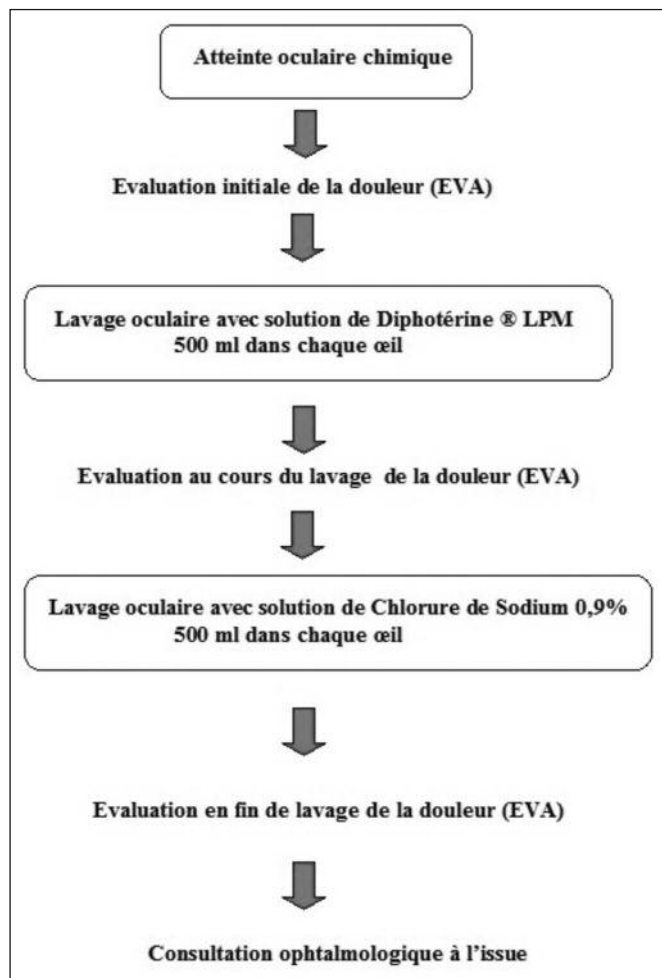 Atteinte oculaire chimique
Evaluation initiale de la douleur (EVA)
Lavage oculaire avec solution de Diphotérine ® LPM
500 ml dans chaque œil
Evaluation au cours du lavage de la douleur (EVA)
Lavage oculaire avec solution de Chlorure de Sodium 0,9%
500 ml dans chaque œil
Evaluation en fin de lavage de la douleur (EVA)
Consultation ophtalmologique à l'issue